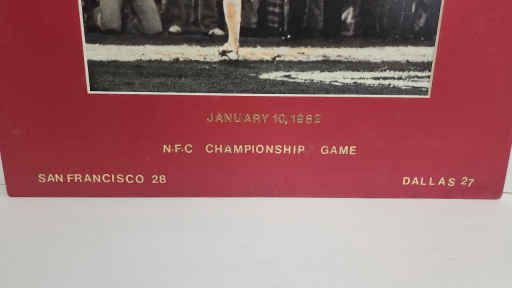 JANUARY 10, 1982
N·F·C CHAMPIONSHIP GAME
SAN FRANCISCO 28 DALLAS 27